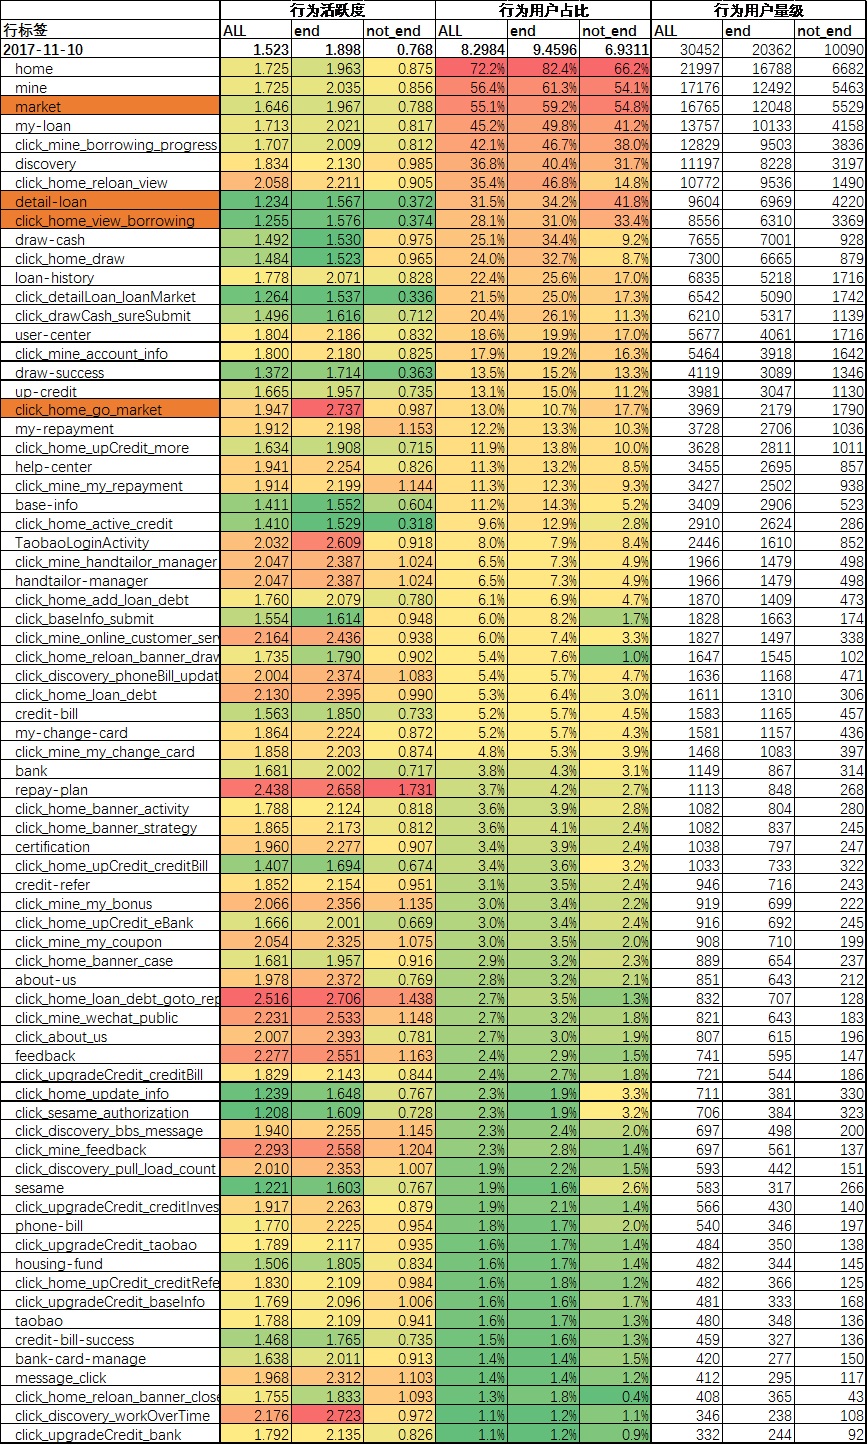 行为活跃度 行为用户占比 行为用户量级
行标签 ALL end not_end ALL end not_end ALL end not_end
2017-11-10 1.523 1.898 0.768 8.2984 9.4596 6.9311 30452 20362 10090
home 1.725 1.963 0.875 72.2% 82.4% 66.2% 21997 16788 6682
mine 1.725 2.035 0.856 56.4% 61.3% 54.1% 17176 12492 5463
market 1.646 1.967 0.788 55.1% 59.2% 54.8% 16765 12048 5529
my-loan 1.713 2.021 0.817 45.2% 49.8% 41.2% 13757 10133 4158
click_mine_borrowing_progress 1.707 2.009 0.812 42.1% 46.7% 38.0% 12829 9503 3836
discovery 1.834 2.130 0.985 36.8% 40.4% 31.7% 11197 8228 3197
click_home_reloan_view 2.058 2.211 0.905 35.4% 46.8% 14.8% 10772 9536 1490
detail-loan 1.234 1.567 0.372 31.5% 34.2% 41.8% 9604 6969 4220
click_home_view_borrowing 1.255 1.576 0.374 28.1% 31.0% 33.4% 8556 6310 3369
draw-cash 1.492 1.530 0.975 25.1% 34.4% 9.2% 7655 7001 928
click_home_draw 1.484 1.523 0.965 24.0% 32.7% 8.7% 7300 6665 879
loan-history 1.778 2.071 0.828 22.4% 25.6% 17.0% 6835 5218 1716
click_detailLoan_loanMarket 1.264 1.537 0.336 21.5% 25.0% 17.3% 6542 5090 1742
click_drawCash_sureSubmit 1.496 1.616 0.712 20.4% 26.1% 11.3% 6210 5317 1139
user-center 1.804 2.186 0.832 18.6% 19.9% 17.0% 5677 4061 1716
click_mine_account_info 1.800 2.180 0.825 17.9% 19.2% 16.3% 5464 3918 1642
draw-success 1.372 1.714 0.363 13.5% 15.2% 13.3% 4119 3089 1346
up-credit 1.665 1.957 0.735 13.1% 15.0% 11.2% 3981 3047 1130
click_home_go_market 1.947 2.737 0.987 13.0% 10.7% 17.7% 3969 2179 1790
my-repayment 1.912 2.198 1.153 12.2% 13.3% 10.3% 3728 2706 1036
click_home_upCredit_more 1.634 1.908 0.715 11.9% 13.8% 10.0% 3628 2811 1011
help-center 1.941 2.254 0.826 11.3% 13.2% 8.5% 3455 2695 857
click_mine_my_repayment 1.914 2.199 1.144 11.3% 12.3% 9.3% 3427 2502 938
base-info 1.411 1.552 0.604 11.2% 14.3% 5.2% 3409 2906 523
click_home_active_credit 1.410 1.529 0.318 9.6% 12.9% 2.8% 2910 2624 286
TaobaoLoginActivity 2.032 2.609 0.918 8.0% 7.9% 8.4% 2446 1610 852
click_mine_handtailor_manager 2.047 2.387 1.024 6.5% 7.3% 4.9% 1966 1479 498
handtailor-manager 2.047 2.387 1.024 6.5% 7.3% 4.9% 1966 1479 498
click_home_add_loan_debt 1.760 2.079 0.780 6.1% 6.9% 4.7% 1870 1409 473
click_baseInfo_submit 1.554 1.614 0.948 6.0% 8.2% 1.7% 1828 1663 174
click_mine_online_customer_ser 2.164 2.436 0.938 6.0% 7.4% 3.3% 1827 1497 338
click_home_reloan_banner_draw 1.735 1.790 0.902 5.4% 7.6% 1.0% 1647 1545 102
click_discovery_phoneBill_updat 2.004 2.374 1.083 5.4% 5.7% 4.7% 1636 1168 471
click_home_loan_debt 2.130 2.395 0.990 5.3% 6.4% 3.0% 1611 1310 306
credit-bill 1.563 1.850 0.733 5.2% 5.7% 4.5% 1583 1165 457
my-change-card 1.864 2.224 0.872 5.2% 5.7% 4.3% 1581 1157 436
click_mine_my_change_card 1.858 2.203 0.874 4.8% 5.3% 3.9% 1468 1083 397
bank 1.681 2.002 0.717 3.8% 4.3% 3.1% 1149 867 314
repay-plan 2.438 2.658 1.731 3.7% 4.2% 2.7% 1113 848 268
click_home_banner_activity 1.788 2.124 0.818 3.6% 3.9% 2.8% 1082 804 280
click_home_banner_strategy 1.865 2.173 0.812 3.6% 4.1% 2.4% 1082 837 245
certification 1.960 2.277 0.907 3.4% 3.9% 2.4% 1038 797 247
click_home_upCredit_creditBill 1.407 1.694 0.674 3.4% 3.6% 3.2% 1033 733 322
credit-refer 1.852 2.154 0.951 3.1% 3.5% 2.4% 946 716 243
click_mine_my_bonus 2.066 2.356 1.135 3.0% 3.4% 2.2% 919 699 222
click_home_upCredit_eBank 1.666 2.001 0.669 3.0% 3.4% 2.4% 916 692 245
click_mine_my_coupon 2.054 2.325 1.075 3.0% 3.5% 2.0% 908 710 199
click_home_banner_case 1.681 1.957 0.916 2.9% 3.2% 2.3% 889 654 237
about-us 1.978 2.372 0.769 2.8% 3.2% 2.1% 851 643 212
click_home_loan_debt_goto_rep 2.516 2.706 1.438 2.7% 3.5% 1.3% 832 707 128
click_mine_wechat_public 2.231 2.533 1.148 2.7% 3.2% 1.8% 821 643 183
click_about_us 2.007 2.393 0.781 2.7% 3.0% 1.9% 807 615 196
feedback 2.277 2.551 1.163 2.4% 2.9% 1.5% 741 595 147
click_upgradeCredit_creditBill 1.829 2.143 0.844 2.4% 2.7% 1.8% 721 544 186
click_home_update_info 1.239 1.648 0.767 2.3% 1.9% 3.3% 711 381 330
click_sesame_authorization 1.208 1.609 0.728 2.3% 1.9% 3.2% 706 384 323
click_discovery_bbs_message 1.940 2.255 1.145 2.3% 2.4% 2.0% 697 498 200
click_mine_feedback 2.293 2.558 1.204 2.3% 2.8% 1.4% 697 561 137
click_discovery_pull_load_count 2.010 2.353 1.007 1.9% 2.2% 1.5% 593 442 151
sesame 1.221 1.603 0.767 1.9% 1.6% 2.6% 583 317 266
click_upgradeCredit_creditInves 1.917 2.263 0.879 1.9% 2.1% 1.4% 566 430 140
phone-bill 1.770 2.225 0.954 1.8% 1.7% 2.0% 540 346 197
click_upgradeCredit_taobao 1.789 2.117 0.935 1.6% 1.7% 1.4% 484 350 138
housing-fund 1.506 1.805 0.834 1.6% 1.7% 1.4% 482 344 145
click_home_upCredit_creditRefe 1.830 2.109 0.984 1.6% 1.8% 1.2% 482 366 125
click_upgradeCredit_baseInfo 1.769 2.096 1.006 1.6% 1.6% 1.7% 481 333 168
taobao 1.788 2.109 0.941 1.6% 1.7% 1.3% 480 348 136
credit-bill-success 1.468 1.765 0.735 1.5% 1.6% 1.3% 459 327 136
bank-card-manage 1.638 2.011 0.913 1.4% 1.4% 1.5% 420 277 150
message_click 1.968 2.312 1.103 1.4% 1.4% 1.2% 412 295 117
click_home_reloan_banner_close 1.755 1.833 1.093 1.3% 1.8% 0.4% 408 365 43
click_discovery_workOverTime 2.176 2.723 0.972 1.1% 1.2% 1.1% 346 238 108
click_upgradeCredit_bank 1.792 2.135 0.826 1.1% 1.2% 0.9% 332 244 92